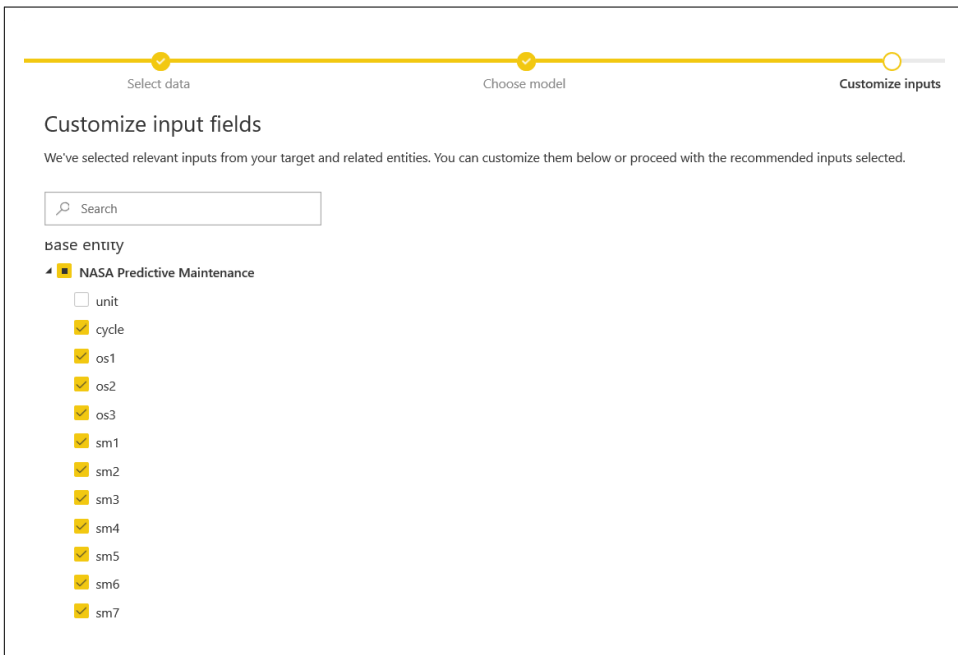 Select data
Choose model
Customize inputs
Customize input fields
We've selected relevant inputs from your target and related entities. You can customize them below or proceed with the recommended inputs selected.
Search
Base entity
NASA Predictive Maintenance
unit
cycle
os1
os2
os3
sm1
sm2
sm3
sm4
sm5
sm6
sm7